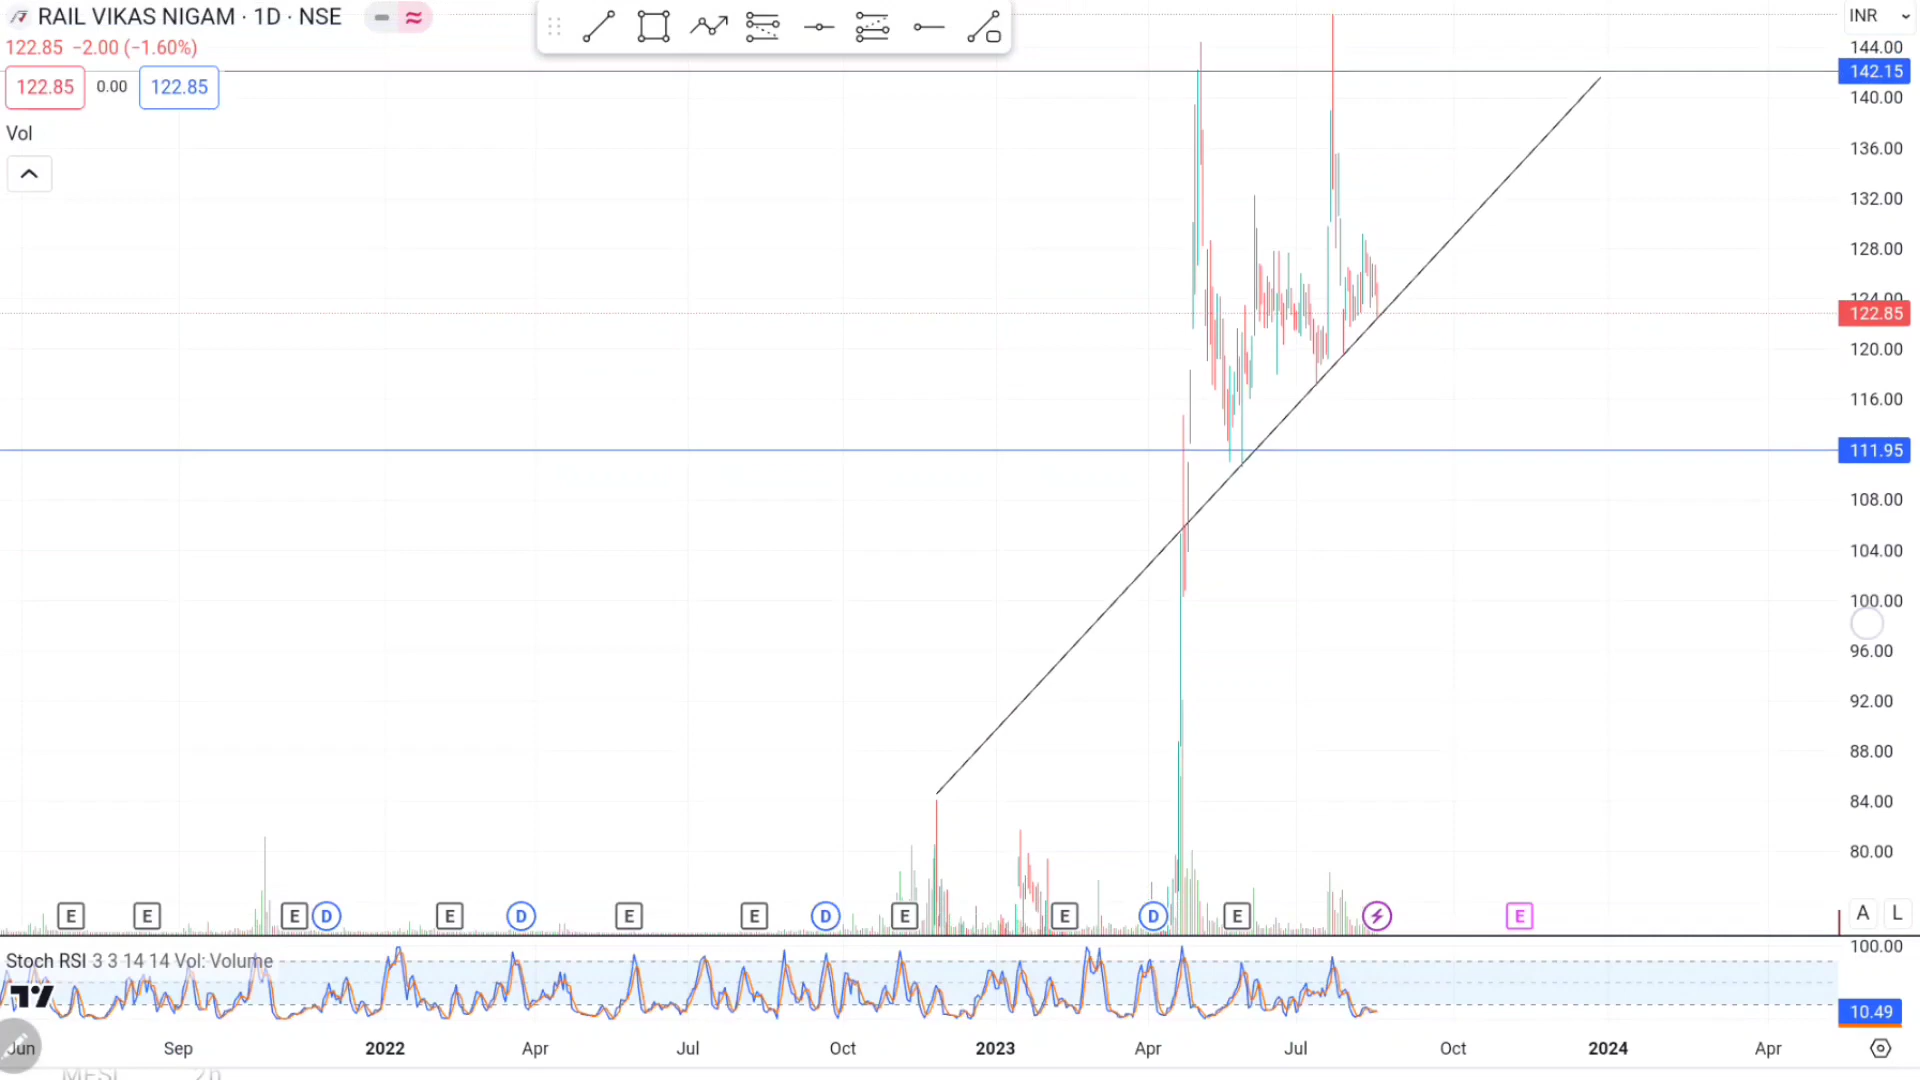 RAIL VIKAS NIGAM · 1D · NSE
INR
122.85 −2.00 (−1.60%)
122.85 0.00 122.85
Vol
144.00
142.15
140.00
136.00
132.00
128.00
124.00
122.85
120.00
116.00
111.95
108.00
104.00
100.00
96.00
92.00
88.00
84.00
80.00
E E E D E D E E D E E D E E
A L
Stoch RSI 3 3 14 14 Vol: Volume
100.00
10.49
Jun Sep 2022 Apr Jul Oct 2023 Apr Jul Oct 2024 Apr